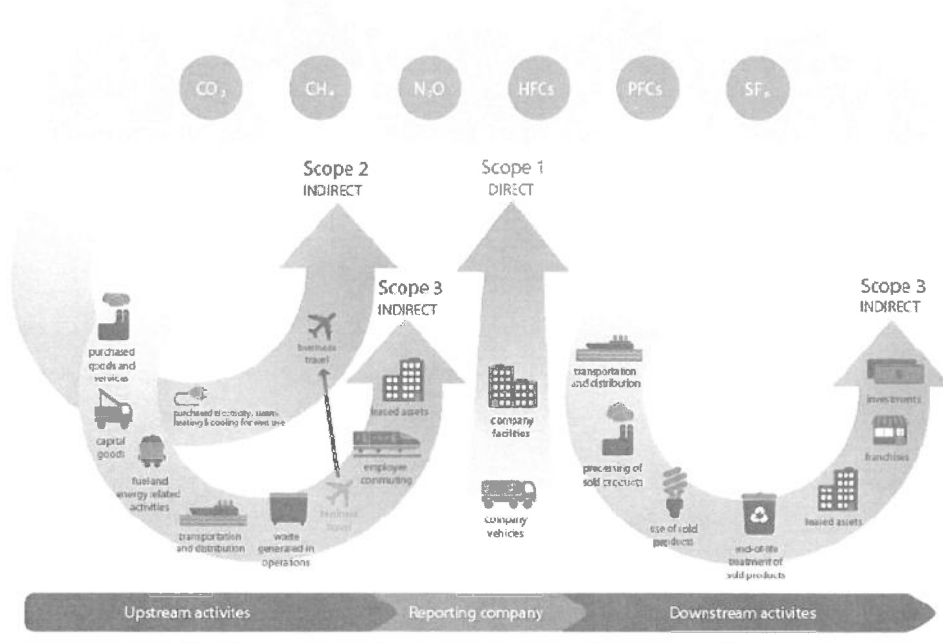 CO₂
CH₄
N₂O
HFCs
PFCs
SF₆
Scope 2
INDIRECT
Scope 1
DIRECT
Scope 3
INDIRECT
Scope 3
INDIRECT
purchased
goods and
services
capital
goods
fuel and
energy related
activities
purchased electricity, steam,
heating & cooling for own use
transportation
and distribution
waste
generated in
operations
business
travel
business
travel
employee
commuting
leased assets
company
facilities
company
vehicles
transportation
and distribution
processing of
sold products
use of sold
products
end-of-life
treatment of
sold products
leased assets
franchises
investments
Upstream activites
Reporting company
Downstream activites